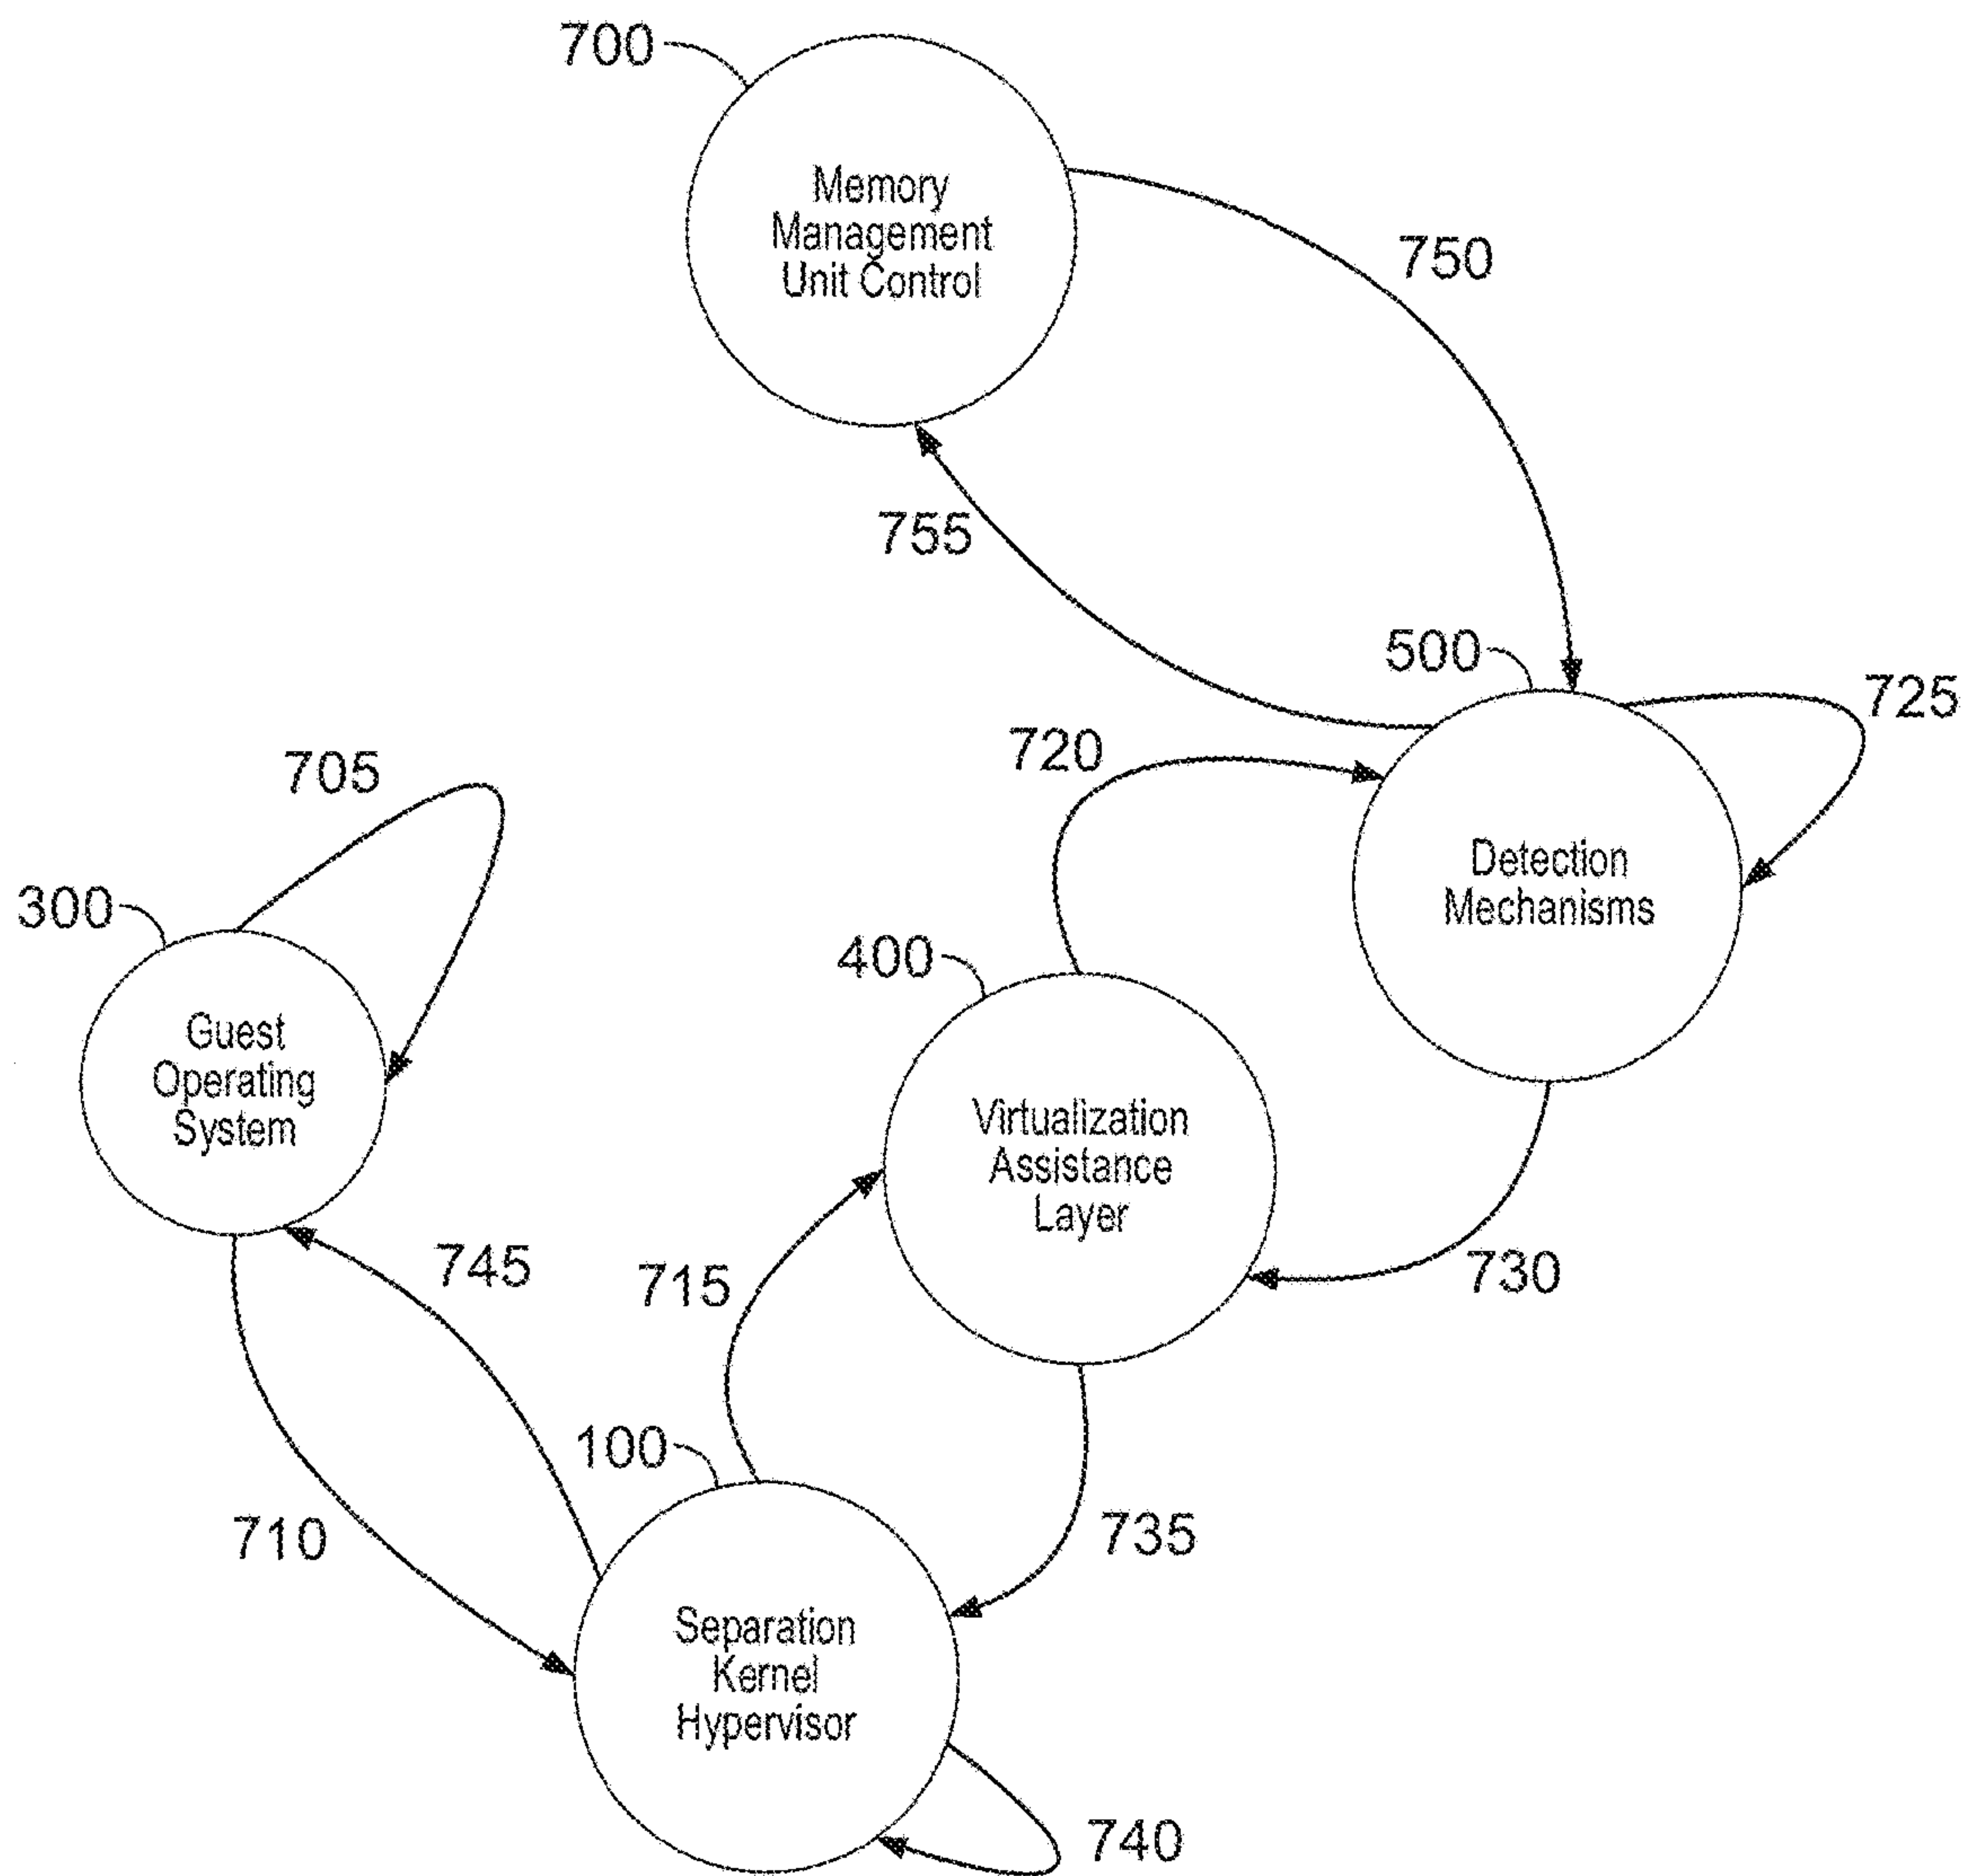 700
Memory
Management
Unit Control
750
755
500
725
720
705
Detection
Mechanisms
300
400
Guest
Operating
System
Virtualization
Assistance
Layer
745
715
730
100
710
735
Separation
Kernel
Hypervisor
740